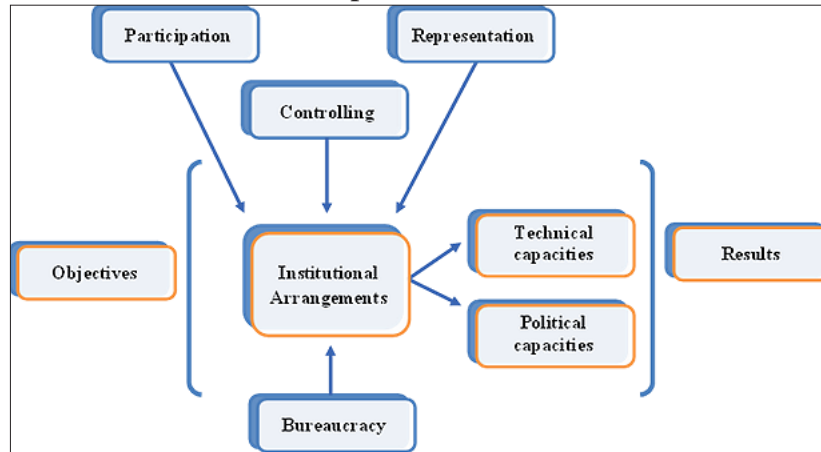 Participation
Representation
Controlling
Objectives
Institutional
Arrangements
Technical
capacities
Political
capacities
Results
Bureaucracy